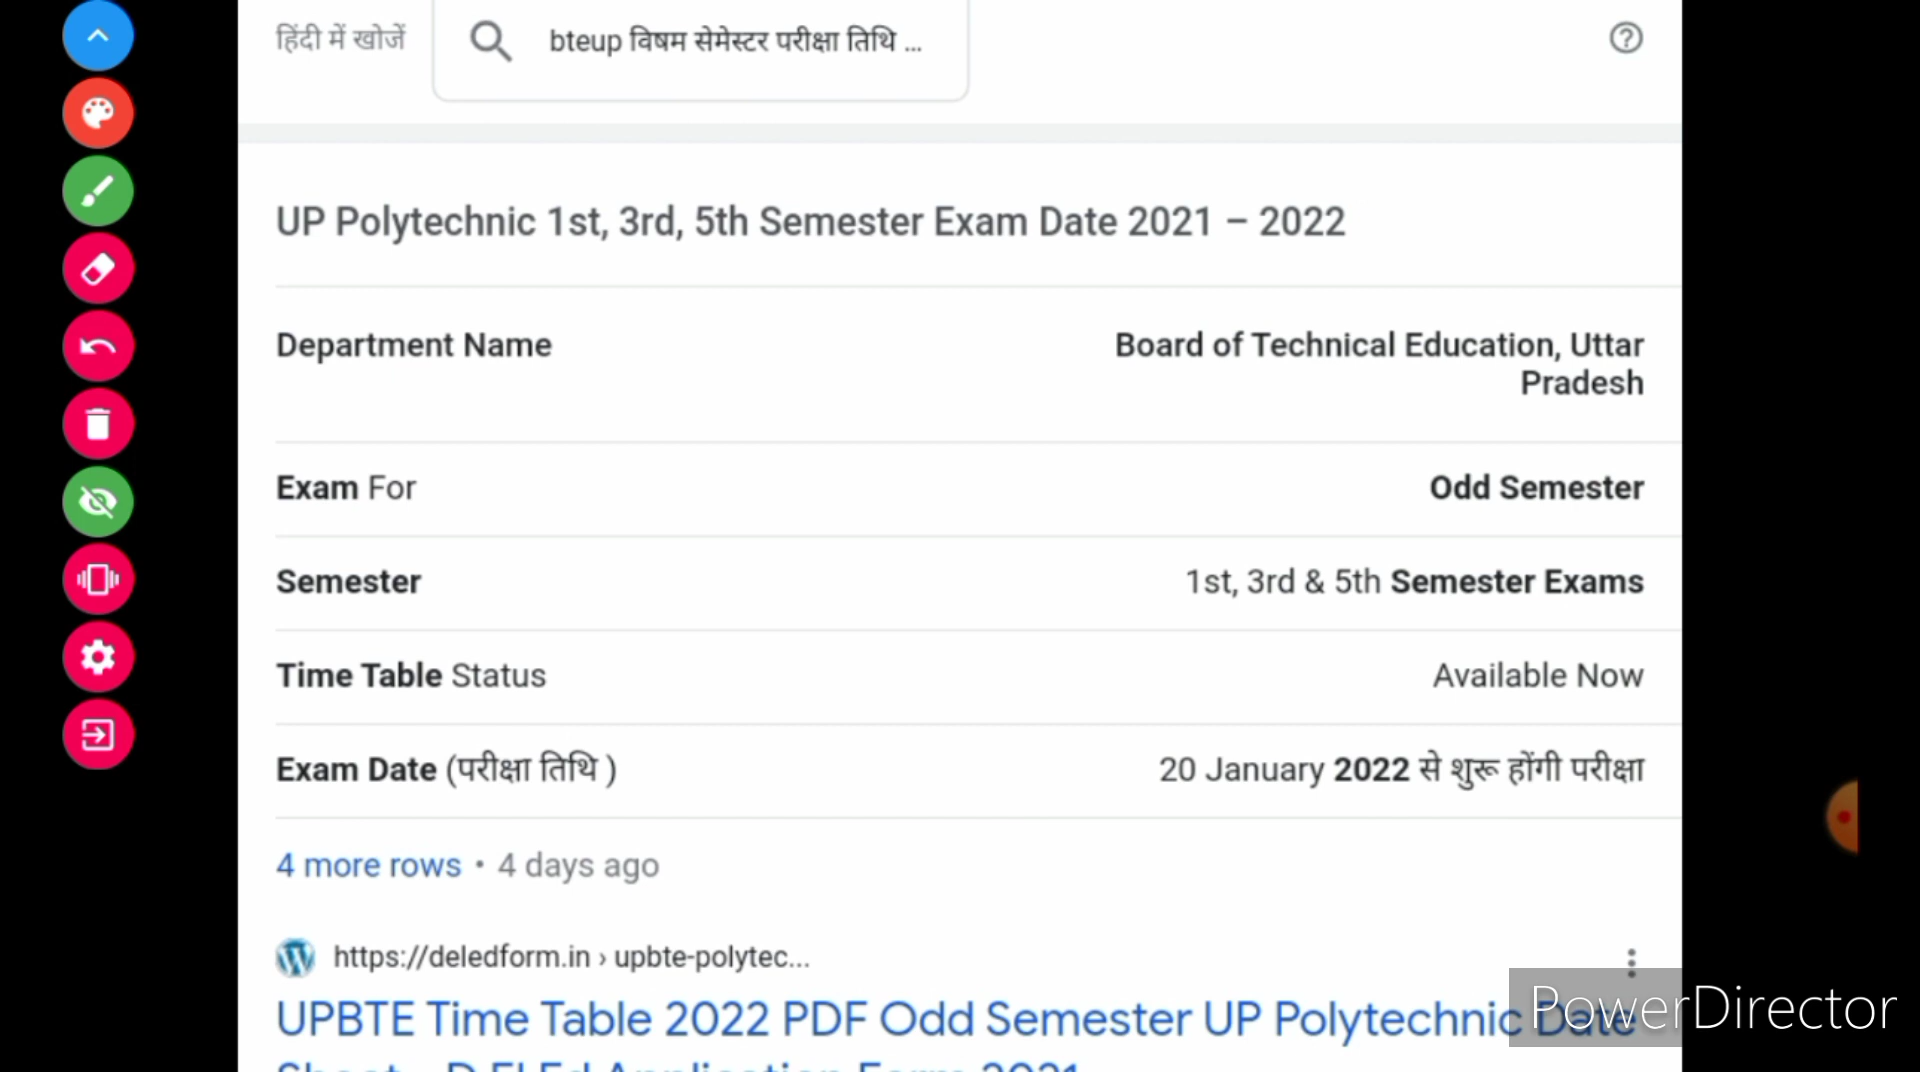 हिंदी में खोजें
bteup विषम सेमेस्टर परीक्षा तिथि ...
UP Polytechnic 1st, 3rd, 5th Semester Exam Date 2021 – 2022
Department Name
Board of Technical Education, Uttar
Pradesh
Exam For
Odd Semester
Semester
1st, 3rd & 5th Semester Exams
Time Table Status
Available Now
Exam Date (परीक्षा तिथि )
20 January 2022 से शुरू होंगी परीक्षा
4 more rows • 4 days ago
https://deledform.in › upbte-polytec...
UPBTE Time Table 2022 PDF Odd Semester UP Polytechnic Date
PowerDirector